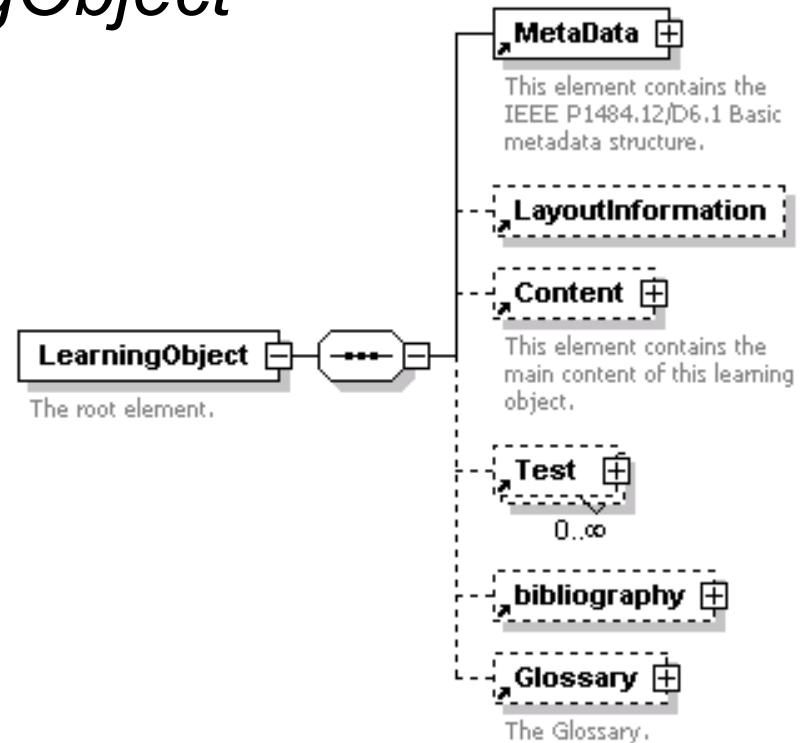 gObject
MetaData
This element contains the
IEEE P1484.12/D6.1 Basic
metadata structure.
LayoutInformation
Content
This element contains the
main content of this learning
object.
LearningObject
The root element.
Test
0..∞
bibliography
Glossary
The Glossary.